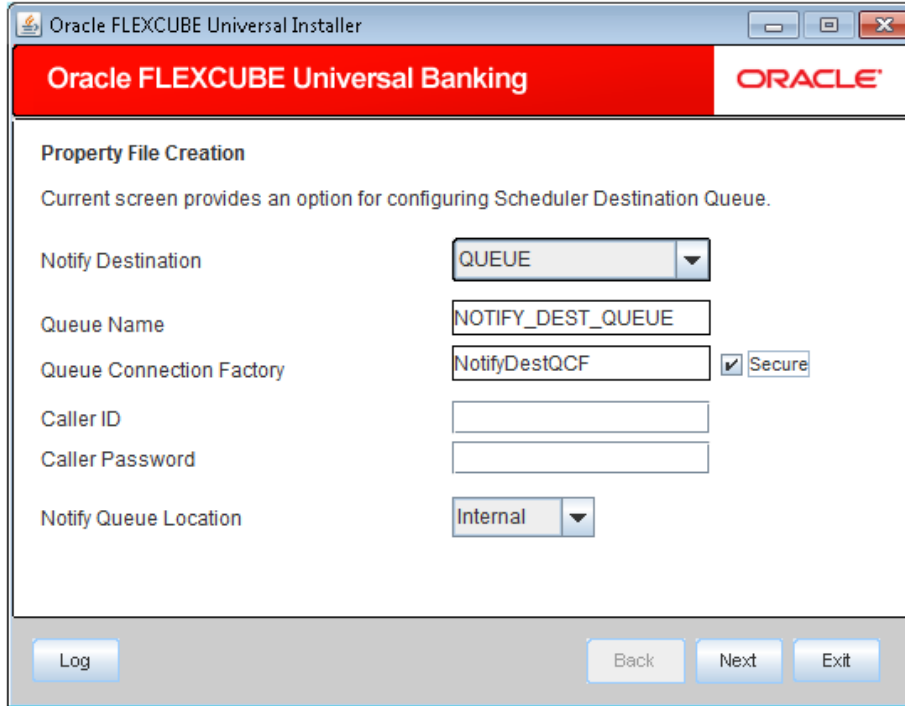 Oracle FLEXCUBE Universal Installer
Oracle FLEXCUBE Universal Banking
ORACLE
Property File Creation
Current screen provides an option for configuring Scheduler Destination Queue.
Notify Destination QUEUE
Queue Name NOTIFY_DEST_QUEUE
Queue Connection Factory NotifyDestQCF Secure
Caller ID
Caller Password
Notify Queue Location Internal
Log Back Next Exit